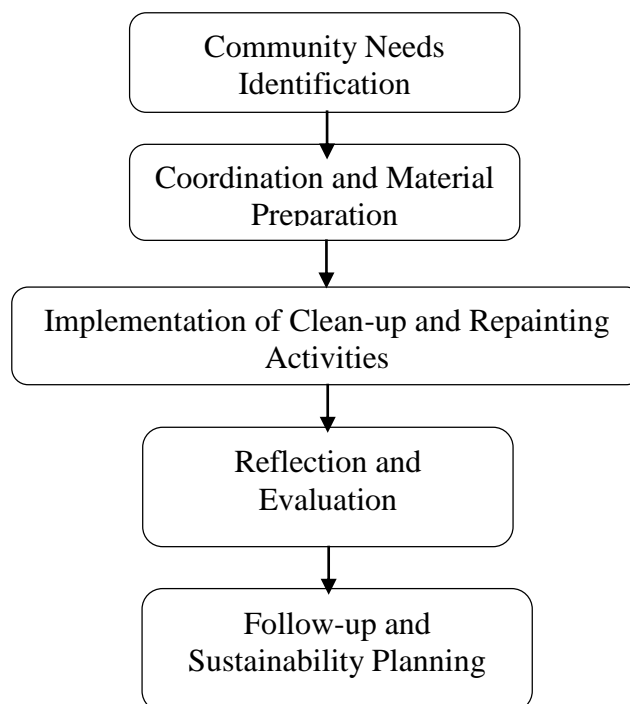 Community Needs
Identification
Coordination and Material
Preparation
Implementation of Clean-up and Repainting
Activities
Reflection and
Evaluation
Follow-up and
Sustainability Planning